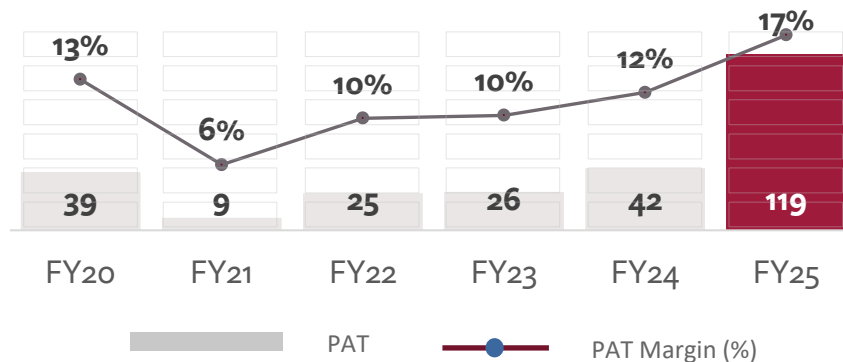 13% 6% 10% 10% 12% 17%
39 9 25 26 42 119
FY20 FY21 FY22 FY23 FY24 FY25
PAT PAT Margin (%)